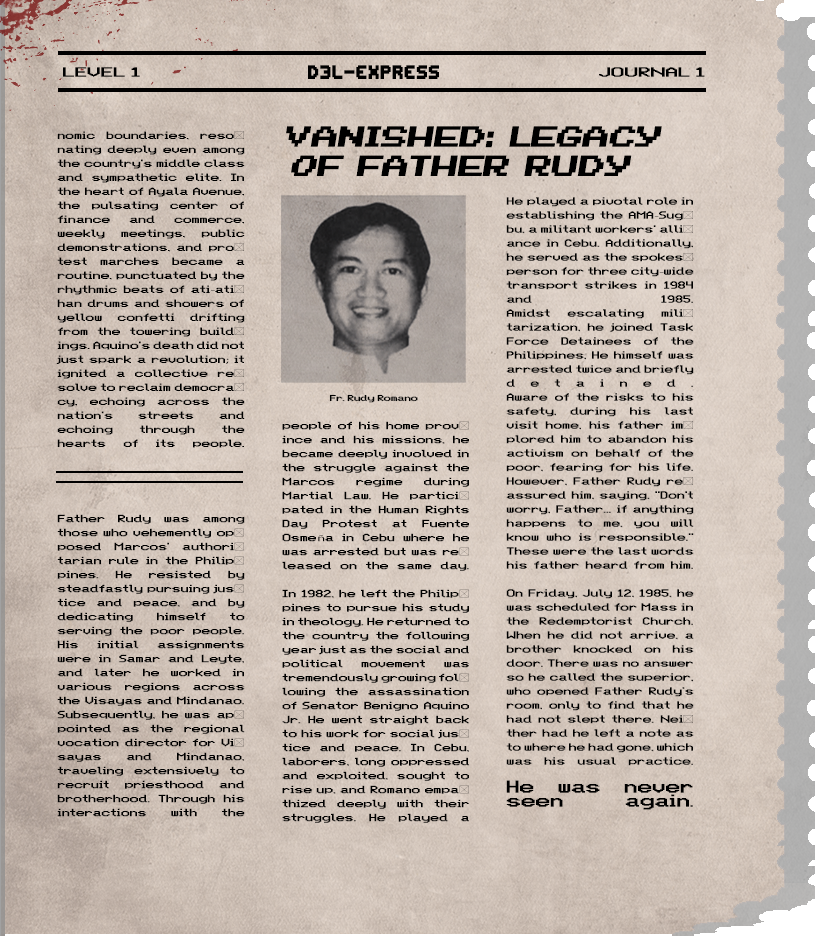 LEVEL 1
D3L-EXPRESS
JOURNAL 1
nomic boundaries, reso
nating deeply even among
the country's middle class
and sympathetic elite. In
the heart of Ayala Avenue,
the pulsating center of
finance and commerce,
weekly meetings, public
demonstrations, and pro
test marches became a
routine, punctuated by the
rhythmic beats of ati-ati
han drums and showers of
yellow confetti drifting
from the towering build
ings. Aquino's death did not
just spark a revolution; it
ignited a collective re
solve to reclaim democra
cy, echoing across the
nation's streets and
echoing through the
hearts of its people.
Father Rudy was among
those who vehemently op
posed Marcos' authori
tarian rule in the Philip
pines. He resisted by
steadfastly pursuing jus
tice and peace, and by
dedicating himself to
serving the poor people.
His initial assignments
were in Samar and Leyte,
and later he worked in
various regions across
the Visayas and Mindanao.
Subsequently, he was ap
pointed as the regional
vocation director for Vi
sayas and Mindanao,
traveling extensively to
recruit priesthood and
brotherhood. Through his
interactions with the
VANISHED: LEGACY
OF FATHER RUDY
Fr. Rudy Romano
people of his home prov
ince and his missions, he
became deeply involved in
the struggle against the
Marcos regime during
Martial Law. He partici
pated in the Human Rights
Day Protest at Fuente
Osmeña in Cebu where he
was arrested but was re
leased on the same day.
In 1982, he left the Philip
pines to pursue his study
in theology. He returned to
the country the following
year just as the social and
political movement was
tremendously growing fol
lowing the assassination
of Senator Benigno Aquino
Jr. He went straight back
to his work for social jus
tice and peace. In Cebu,
laborers, long oppressed
and exploited, sought to
rise up, and Romano empa
thized deeply with their
struggles. He played a
He played a pivotal role in
establishing the AMA-Sug
bu, a militant workers' alli
ance in Cebu. Additionally,
he served as the spokes
person for three city-wide
transport strikes in 1984
and 1985.
Amidst escalating mili
tarization, he joined Task
Force Detainees of the
Philippines; He himself was
arrested twice and briefly
detained.
Aware of the risks to his
safety, during his last
visit home, his father im
plored him to abandon his
activism on behalf of the
poor, fearing for his life.
However, Father Rudy re
assured him, saying, "Don't
worry, Father... if anything
happens to me, you will
know who is responsible."
These were the last words
his father heard from him.
On Friday, July 12, 1985, he
was scheduled for Mass in
the Redemptorist Church.
When he did not arrive, a
brother knocked on his
door. There was no answer
so he called the superior,
who opened Father Rudy's
room, only to find that he
had not slept there. Nei
ther had he left a note as
to where he had gone, which
was his usual practice.
He was never
seen again.